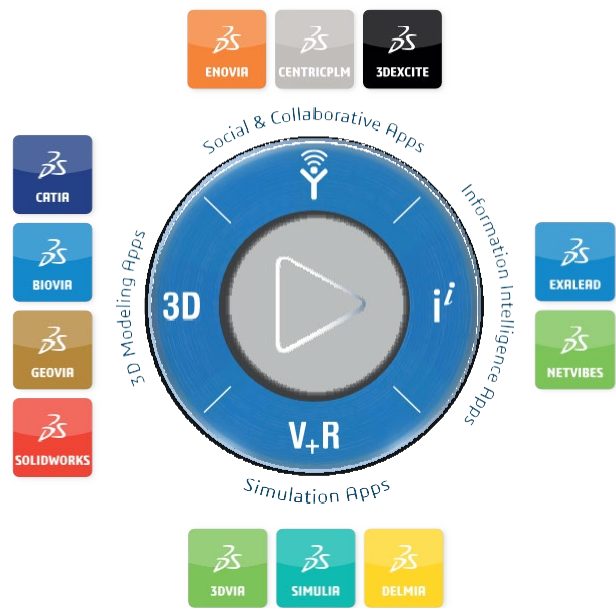 ENOVIA
CENTRICPLM
3DEXCITE
Social & Collaborative Apps
CATIA
BIOVIA
GEOVIA
SOLIDWORKS
3D Modeling Apps
3D
i i
V+R
Information Intelligence Apps
EXALEAD
NETVIBES
Simulation Apps
3DVIA
SIMULIA
DELMIA